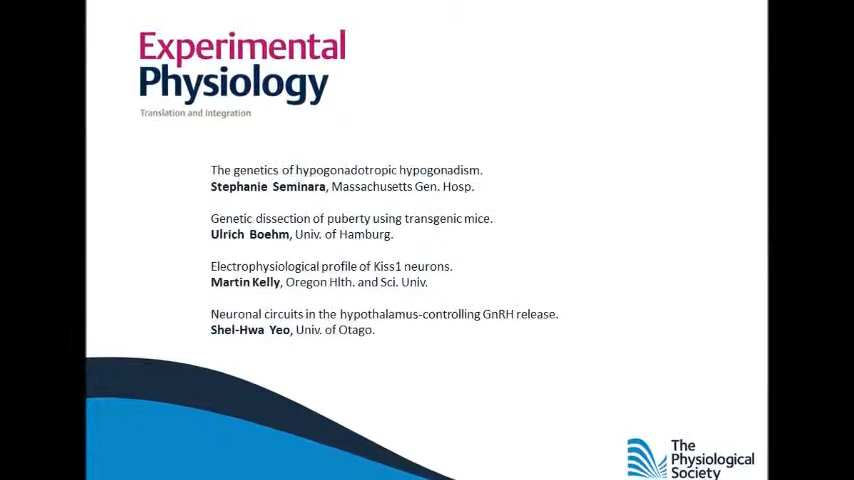 Experimental
Physiology
Translation and Integration
The genetics of hypogonadotropic hypogonadism.
Stephanie Seminara, Massachusetts Gen. Hosp.
Genetic dissection of puberty using transgenic mice.
Ulrich Boehm, Univ. of Hamburg.
Electrophysiological profile of Kiss1 neurons.
Martin Kelly, Oregon Hlth. and Sci. Univ.
Neuronal circuits in the hypothalamus-controlling GnRH release.
Shel-Hwa Yeo, Univ. of Otago.
The
Physiological
Society